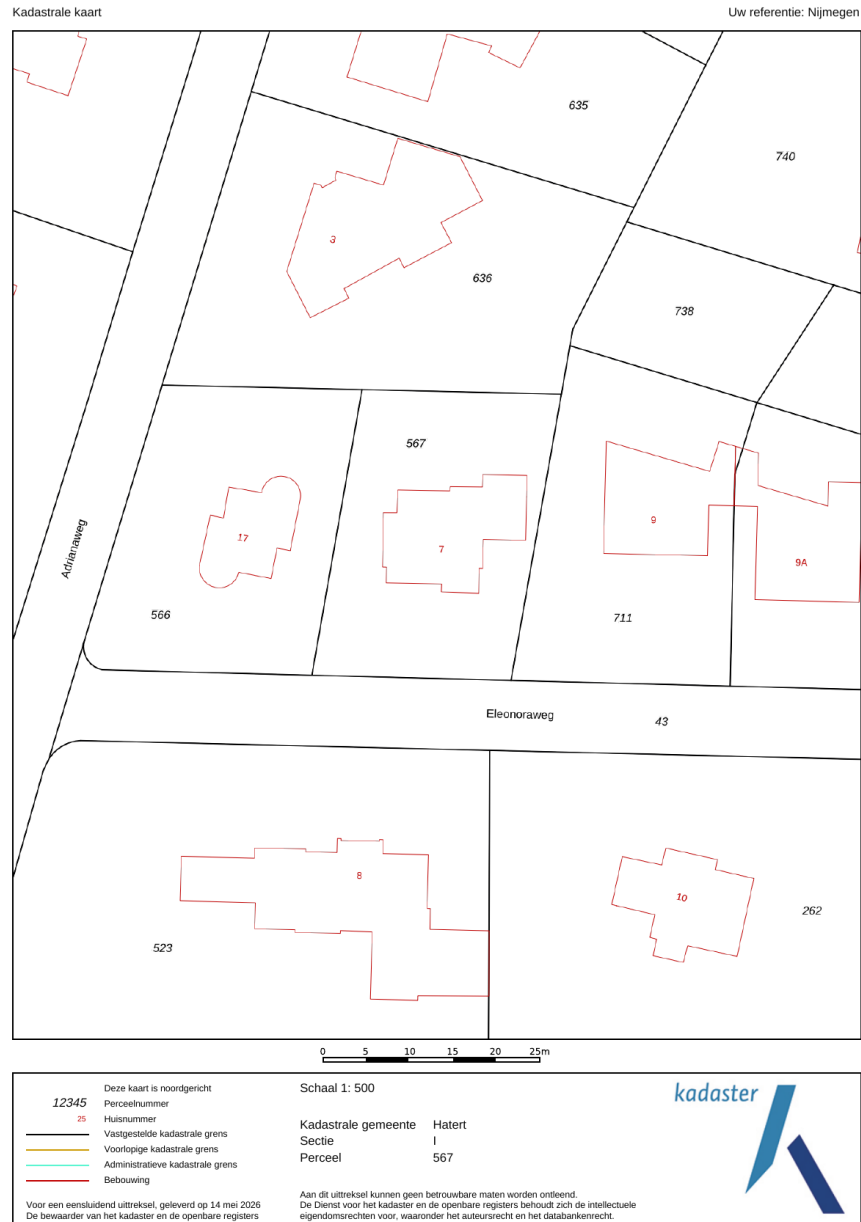 Kadastrale kaart
Uw referentie: Nijmegen
635
740
3
636
738
567
Adrianaweg
17
7
9
9A
566
711
Eleonoraweg
43
8
10
262
523
0 5 10 15 20 25m
Deze kaart is noordgericht
12345 Perceelnummer
25 Huisnummer
Vastgestelde kadastrale grens
Voorlopige kadastrale grens
Administratieve kadastrale grens
Bebouwing
Voor een eensluidend uittreksel, geleverd op 14 mei 2026
De bewaarder van het kadaster en de openbare registers
Schaal 1: 500
Kadastrale gemeente Hatert
Sectie I
Perceel 567
Aan dit uittreksel kunnen geen betrouwbare maten worden ontleend.
De Dienst voor het kadaster en de openbare registers behoudt zich de intellectuele
eigendomsrechten voor, waaronder het auteursrecht en het databankenrecht.
kadaster